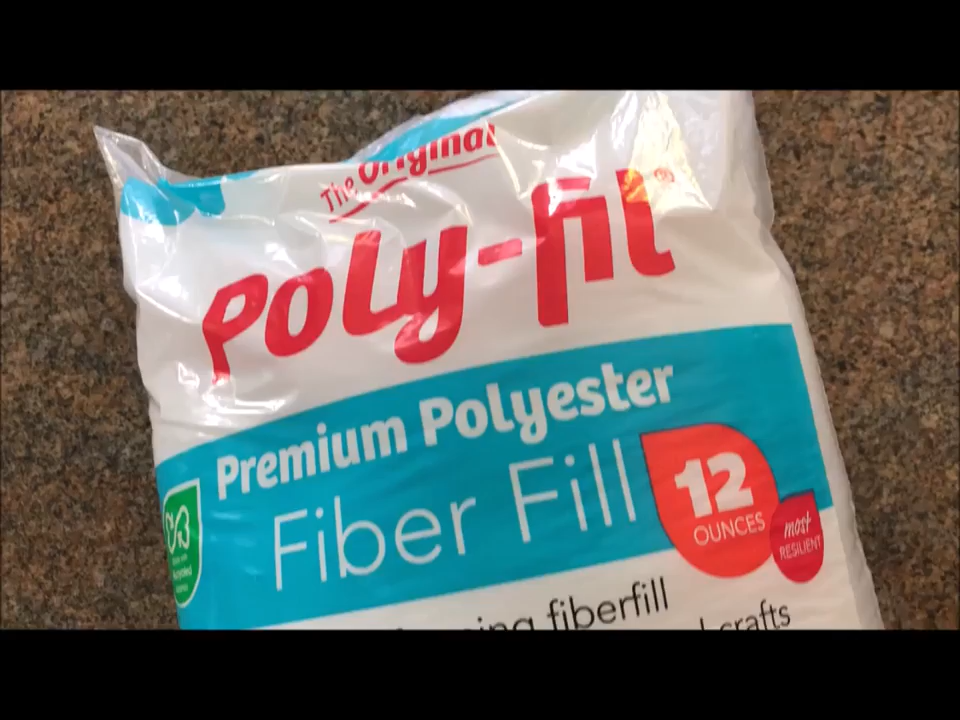 The Original
Poly-fil®
Premium Polyester
Fiber Fill
12
OUNCES
most
RESILIENT
fiberfill
crafts